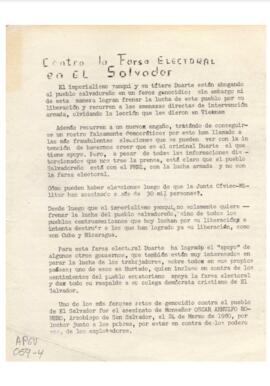 Contra la Farsa ELECTORAL
en EL Salvador
El imperialismo yanqui y su títere Duarte están ahogando
al pueblo salvadoreño en un feroz genocidio; sin embargo ni
de esta manera logran frenar la lucha de este pueblo por su
liberación y recurren a las amenazas directas de intervención
armada, olvidando la lección que les dieron en Vietnam
Además recurren a un nuevo engaño, tratando de conseguir-
se un rostro falsamente democrático: por esto han llamado a
las más fraudulentas elecciones que se pueden ver con la in
tención de hacernos creer que es el criminal Duarte el que
tiene apoyo. Pero, a pesar de todas las informaciones dis-
torcionadas que nos trae la prensa, está claro que el pueblo
Salvadoreño está con el FMLN, con la lucha armada y no con
la farsa electoral.
Cómo pueden haber elecciones luego de que la Junta Cívico-Mi-
litar han asesinado a más de 30 mil personas?.
Desde luego que el imperialismo yanqui, no solamente quiere
frenar la lucha del pueblo salvadoreño, sino de todos los
pueblos centroamericanos que hoy luchan por su liberación e
intenta destruir a los que han logrado ya su liberación, como
son Cuba y Nicaragua.
Para esta farsa electoral Duarte ha logrado el "apoyo" de
algunos otros gobiernos, que también están muy interesados en
parar la lucha de los trabajadores, sobre todos en sus propios
países; uno de esos es Hurtado, quien incluso en contra de los
sentimientos del pueblo ecuatoriano apoya la farsa electoral y
dan todo su respaldo a su colega demócrata cristiano de
El Salvador.
Uno de los más feroces actos de genocidio contra el pueblo
de El Salvador fue el asesinato de Monseñor OSCAR ARNULFO RO-
MERO, Arzobispo de San Salvador, el 24 de Marzo de 1980, por
luchar junto a los pobres, por estar en contra de los podero
sos, de los explotadores.